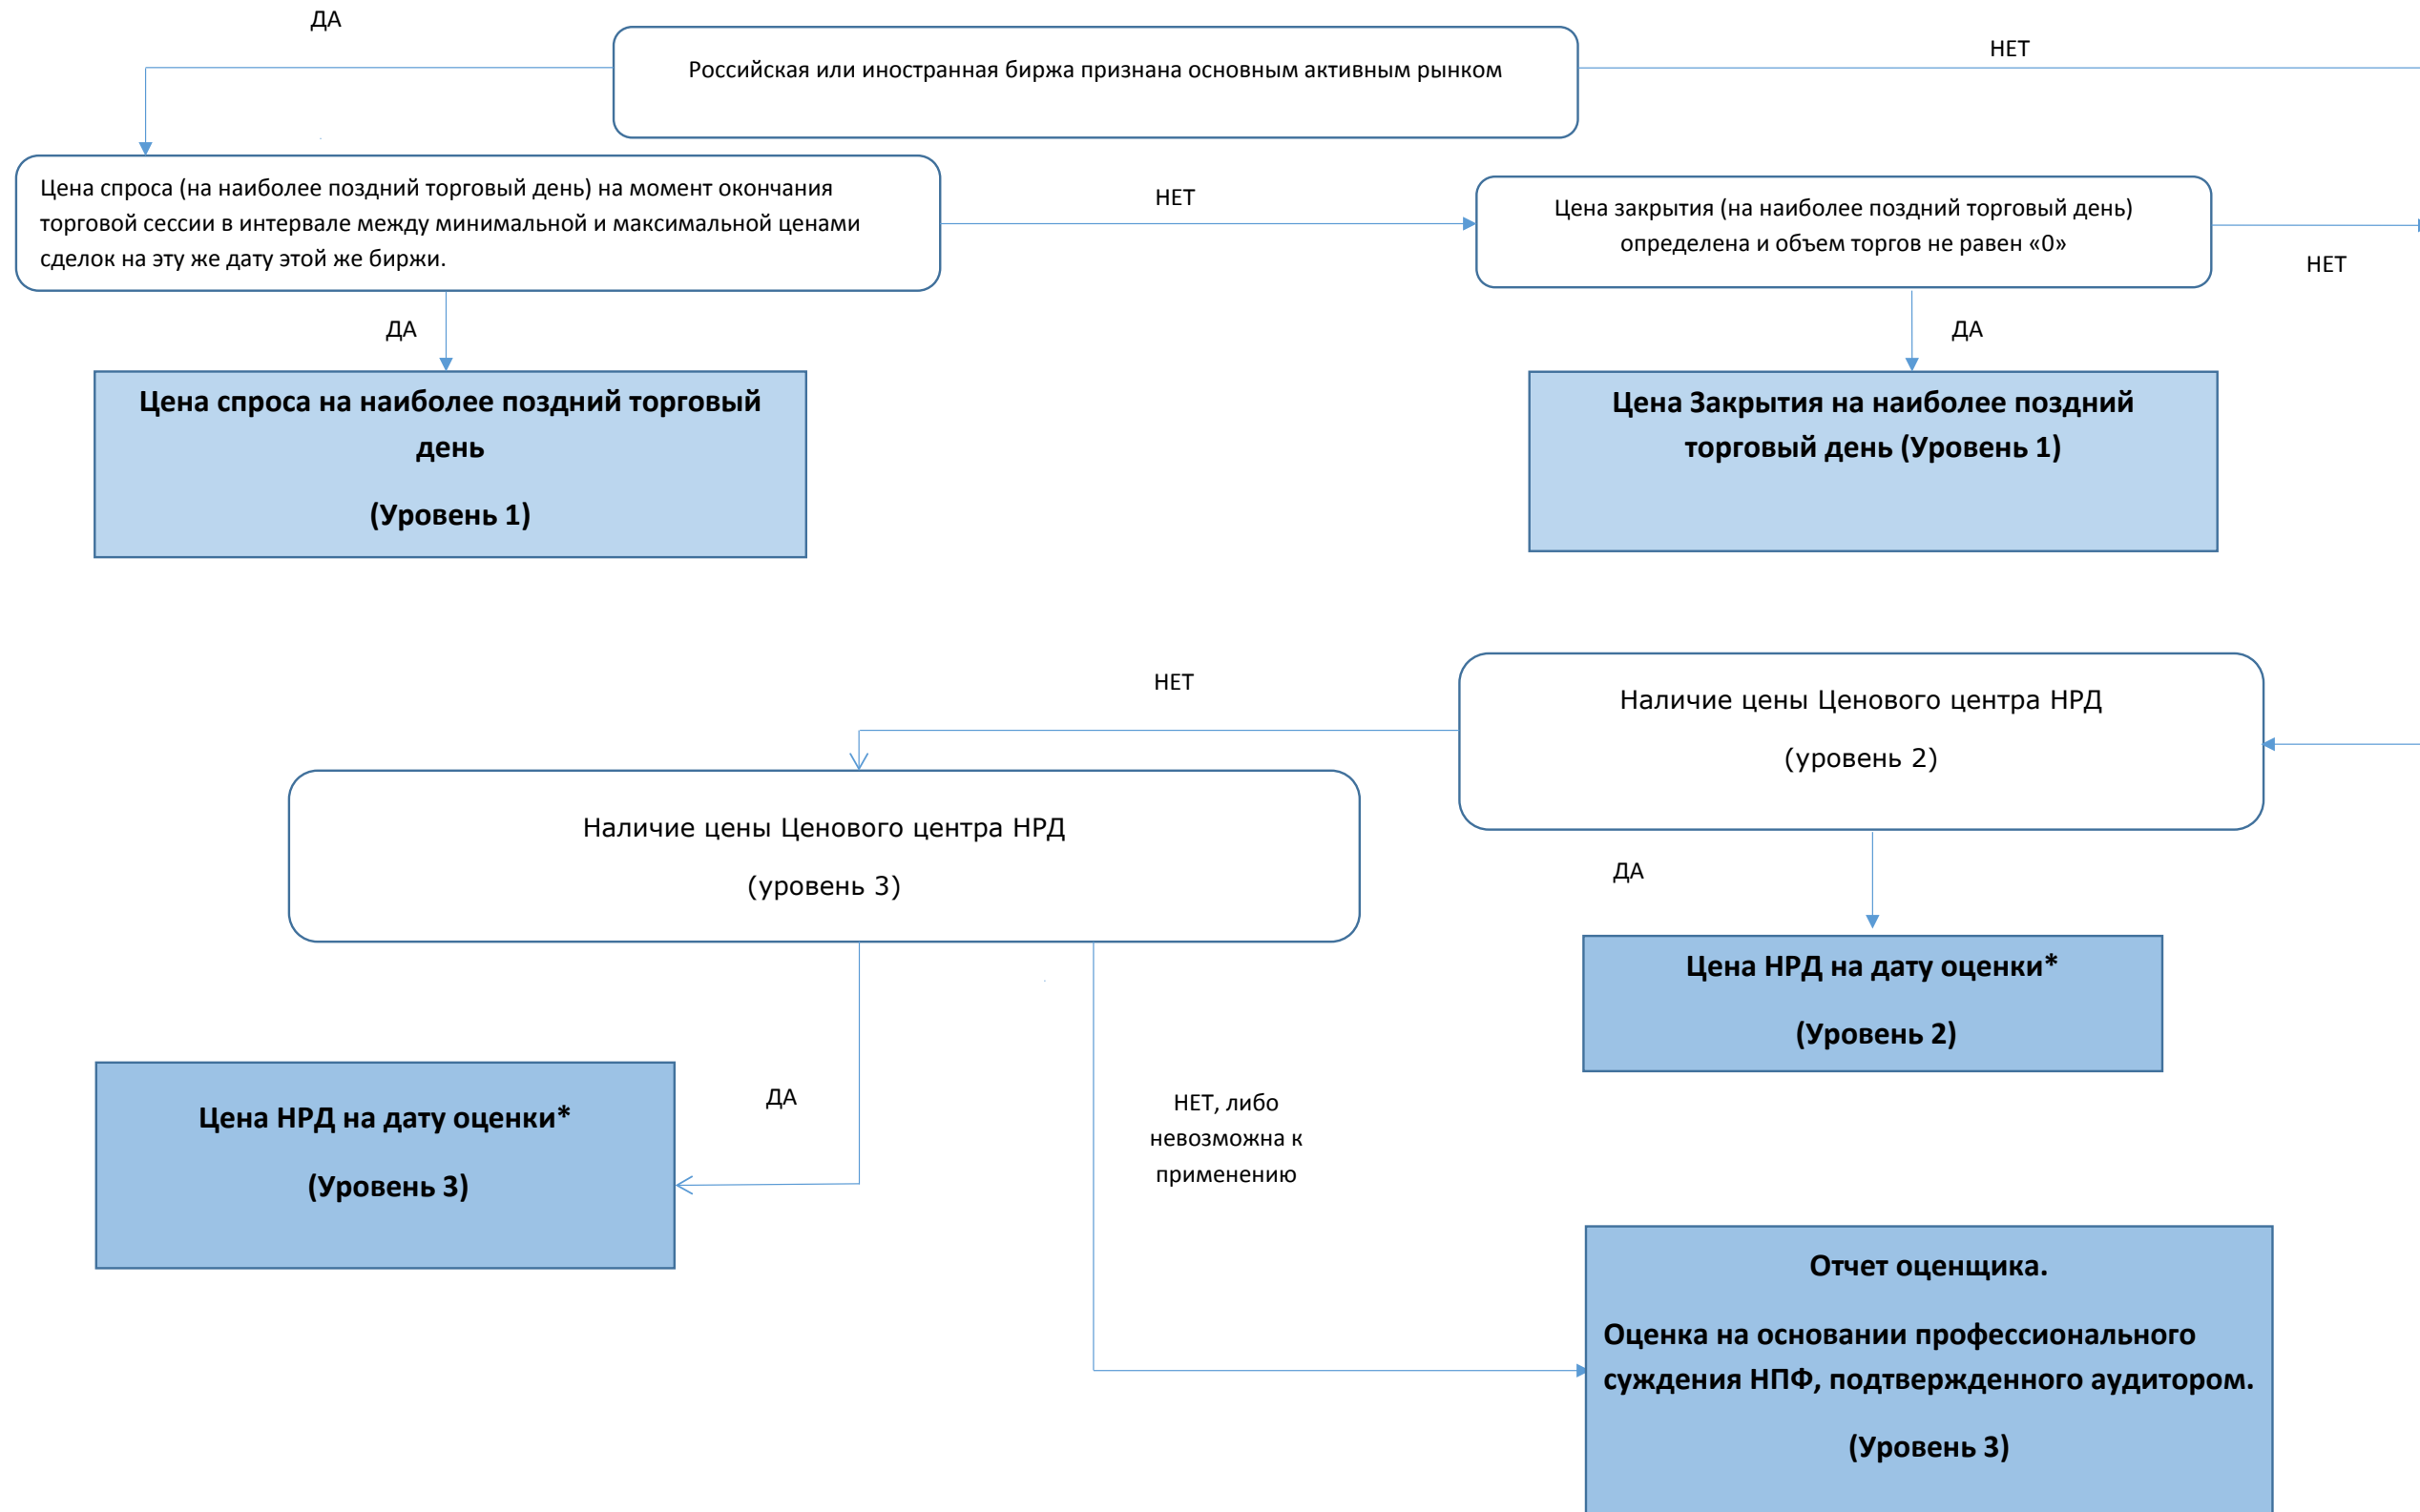 ДА
Российская или иностранная биржа признана основным активным рынком
НЕТ
Цена спроса (на наиболее поздний торговый день) на момент окончания
торговой сессии в интервале между минимальной и максимальной ценами
сделок на эту же дату этой же биржи.
НЕТ
Цена закрытия (на наиболее поздний торговый день)
определена и объем торгов не равен «0»
НЕТ
ДА
ДА
Цена спроса на наиболее поздний торговый
день
(Уровень 1)
Цена Закрытия на наиболее поздний
торговый день (Уровень 1)
НЕТ
Наличие цены Ценового центра НРД
(уровень 2)
Наличие цены Ценового центра НРД
(уровень 3)
ДА
Цена НРД на дату оценки*
(Уровень 2)
Цена НРД на дату оценки*
(Уровень 3)
ДА
НЕТ, либо
невозможна к
применению
Отчет оценщика.
Оценка на основании профессионального
суждения НПФ, подтвержденного аудитором.
(Уровень 3)